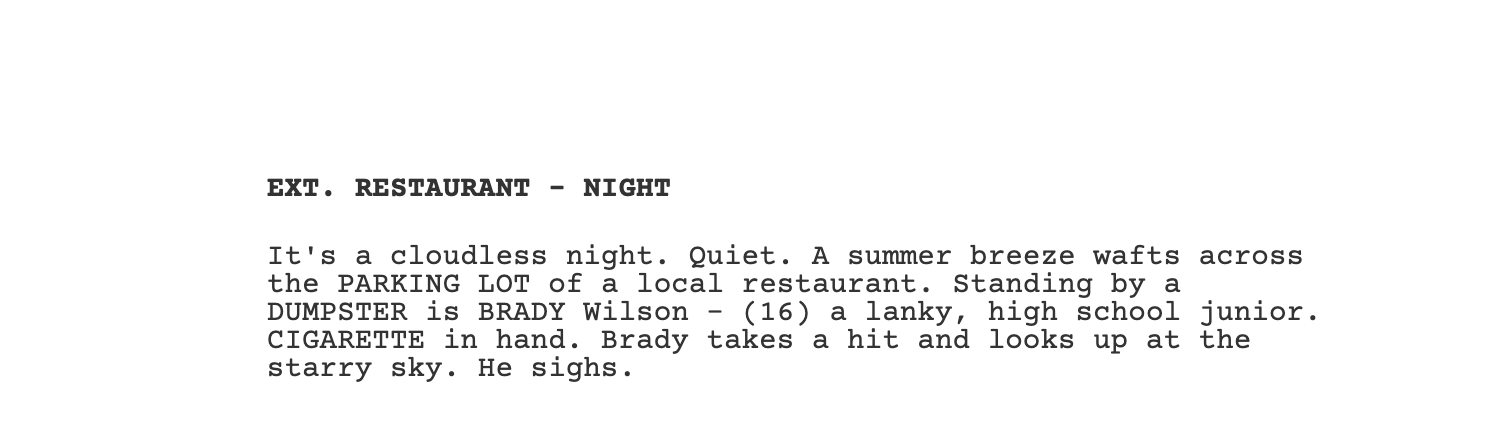 EXT. RESTAURANT - NIGHT
It's a cloudless night. Quiet. A summer breeze wafts across
the PARKING LOT of a local restaurant. Standing by a
DUMPSTER is BRADY Wilson - (16) a lanky, high school junior.
CIGARETTE in hand. Brady takes a hit and looks up at the
starry sky. He sighs.